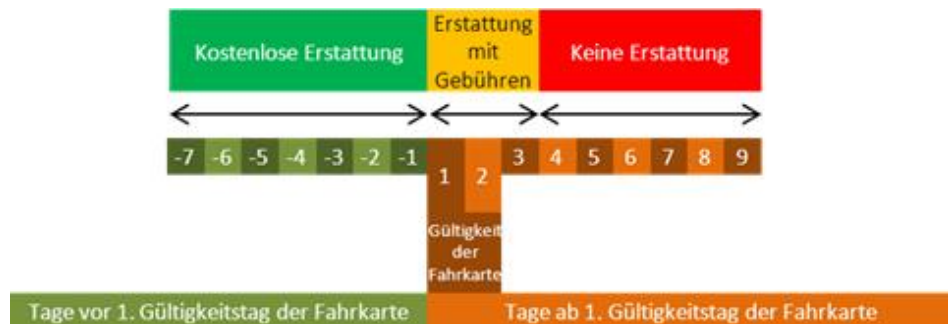 Kostenlose Erstattung
Erstattung
mit
Gebühren
Keine Erstattung
-7 -6 -5 -4 -3 -2 -1 1 2 3 4 5 6 7 8 9
Gültigkeit
der
Fahrkarte
Tage vor 1. Gültigkeitstag der Fahrkarte
Tage ab 1. Gültigkeitstag der Fahrkarte